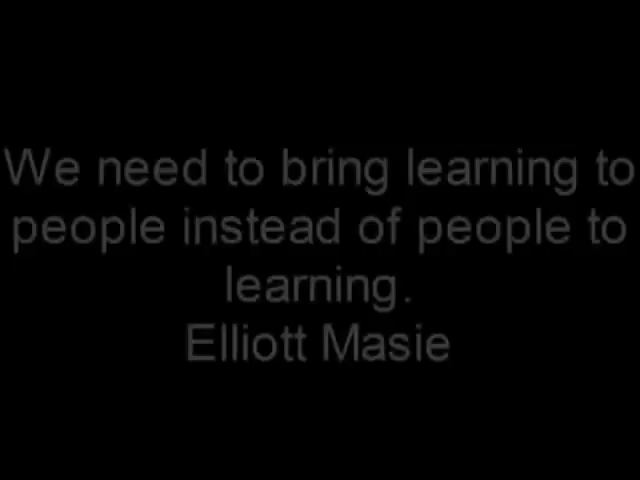 We need to bring learning to
people instead of people to
learning.
Elliott Masie